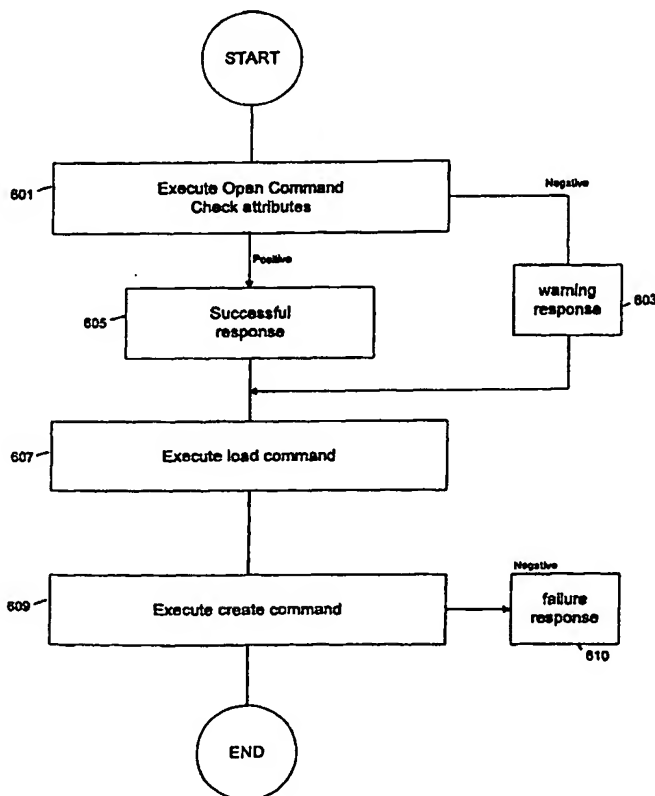 START
601
Execute Open Command
Check attributes
Negative
Positive
warning
response
603
605
Successful
response
607
Execute load command
609
Execute create command
Negative
failure
response
610
END